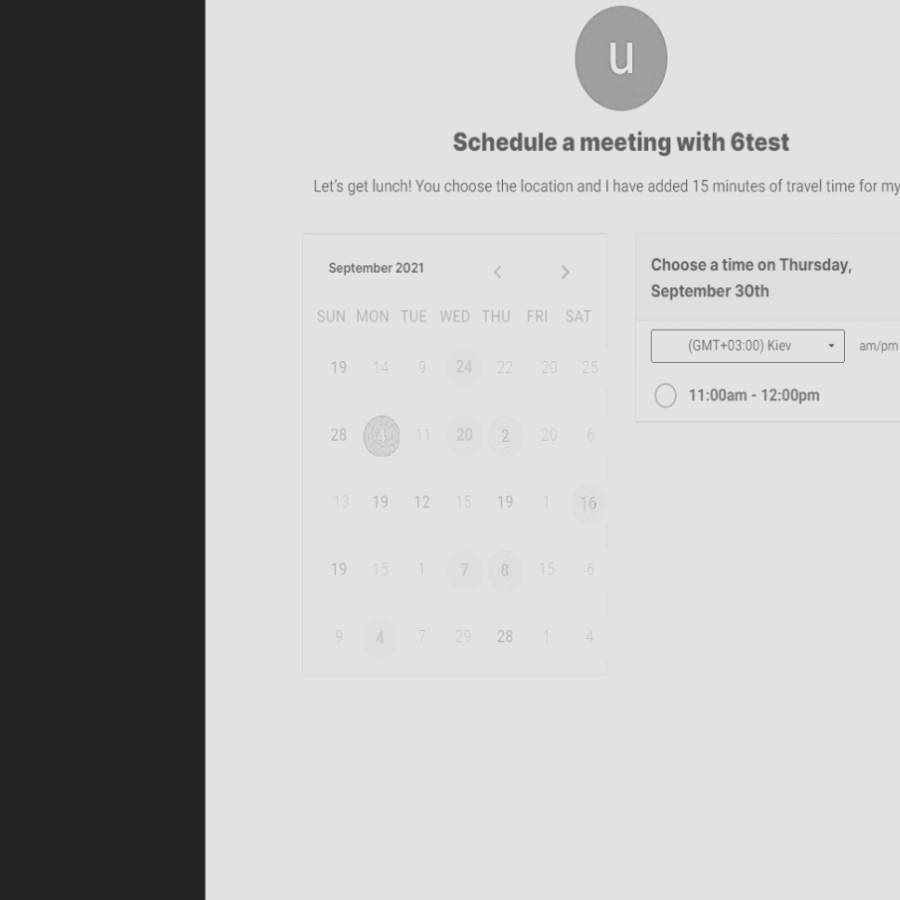 u
Schedule a meeting with 6test
Let's get lunch! You choose the location and I have added 15 minutes of travel time for my
September 2021
SUN MON TUE WED THU FRI SAT
19 14 9 24 22 20 25
28 4 11 20 2 20 6
13 19 12 15 19 1 16
19 15 1 7 8 15 6
9 4 7 29 28 1 4
Choose a time on Thursday,
September 30th
(GMT+03:00) Kiev am/pm
11:00am - 12:00pm